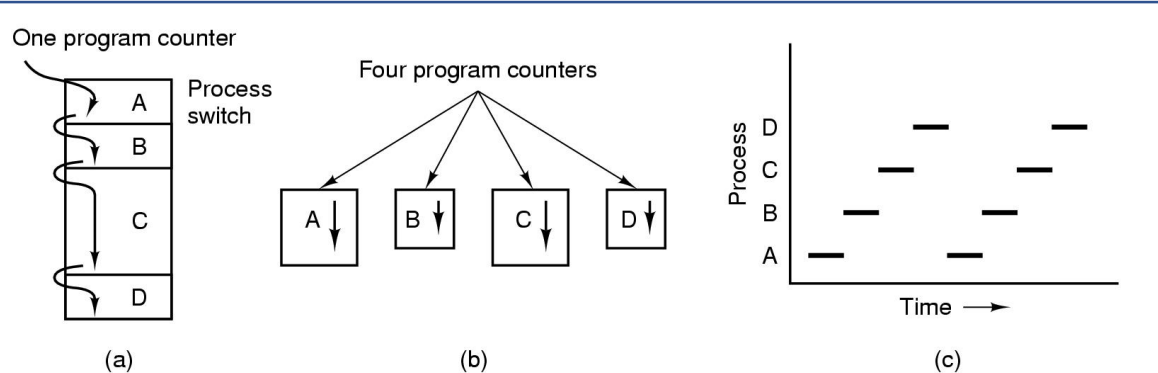 One program counter
A
B
C
D
Process
switch
(a)
Four program counters
A
B
C
D
(b)
Process
D
C
B
A
Time
(c)